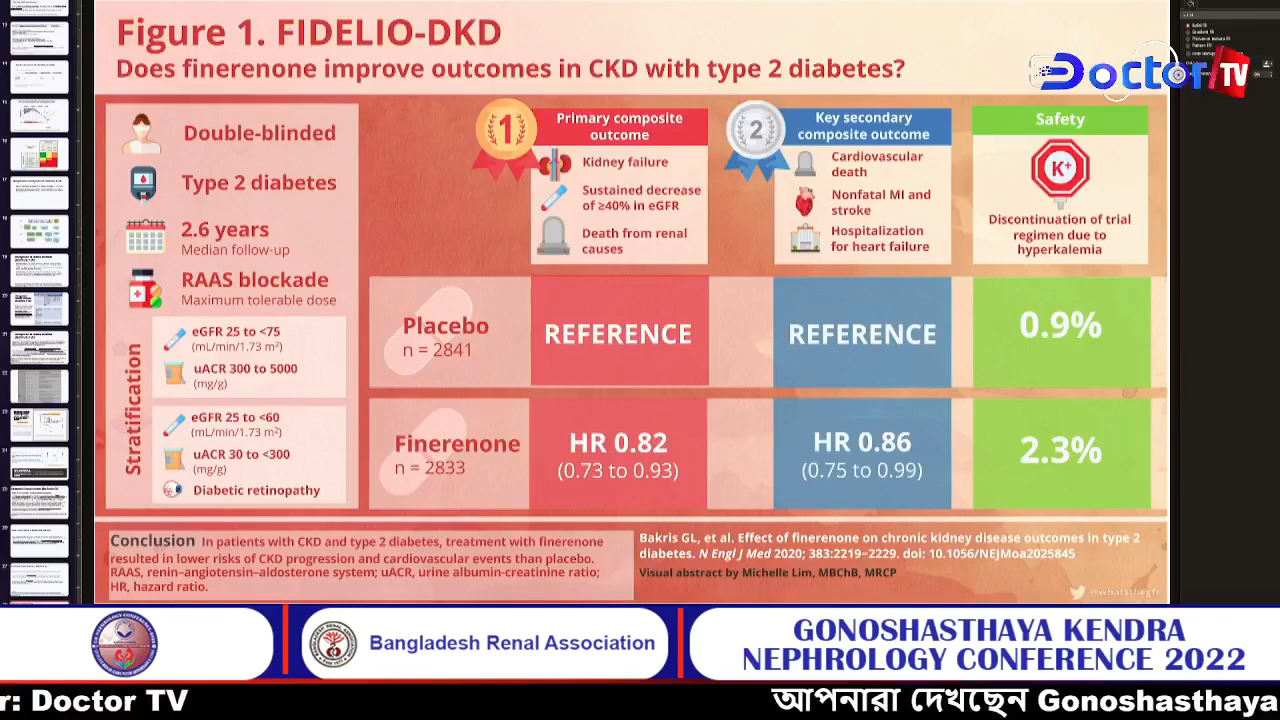 Figure 1. FIDELIO-DKD
Does finerenone improve outcomes in CKD with type 2 diabetes?
Doctor TV
Double-blinded
Type 2 diabetes
2.6 years
Median follow-up
RAAS blockade
Maximum tolerable dose
Stratification
eGFR 25 to <75
(mL/min/1.73 m²)
uACR 300 to 5000
(mg/g)
eGFR 25 to <60
(mL/min/1.73 m²)
uACR 30 to <300
(mg/g)
Diabetic retinopathy
1
Primary composite
outcome
Kidney failure
Sustained decrease
of ≥40% in eGFR
Death from renal
causes
2
Key secondary
composite outcome
Cardiovascular
death
Nonfatal MI and
stroke
Hospitalization
for heart failure
Safety
K+
Discontinuation of trial
regimen due to
hyperkalemia
Placebo
n = 2841
REFERENCE
REFERENCE
0.9%
Finerenone
n = 2833
HR 0.82
(0.73 to 0.93)
HR 0.86
(0.75 to 0.99)
2.3%
Conclusion In patients with CKD and type 2 diabetes, treatment with finerenone
resulted in lower risks of CKD progression and cardiovascular events than placebo.
RAAS, renin–angiotensin–aldosterone system; uACR, urine albumin-creatinine ratio;
HR, hazard ratio.
Bakris GL, et al. Effect of finerenone on chronic kidney disease outcomes in type 2
diabetes. N Engl J Med 2020; 383:2219–2229. doi: 10.1056/NEJMoa2025845
Visual abstract by Michelle Lim, MBChB, MRCP
@whatsthegfr
Bangladesh Renal Association
GONOSHASTHAYA KENDRA
NEPHROLOGY CONFERENCE 2022
r: Doctor TV
আপনারা দেখছেন Gonoshasthaya